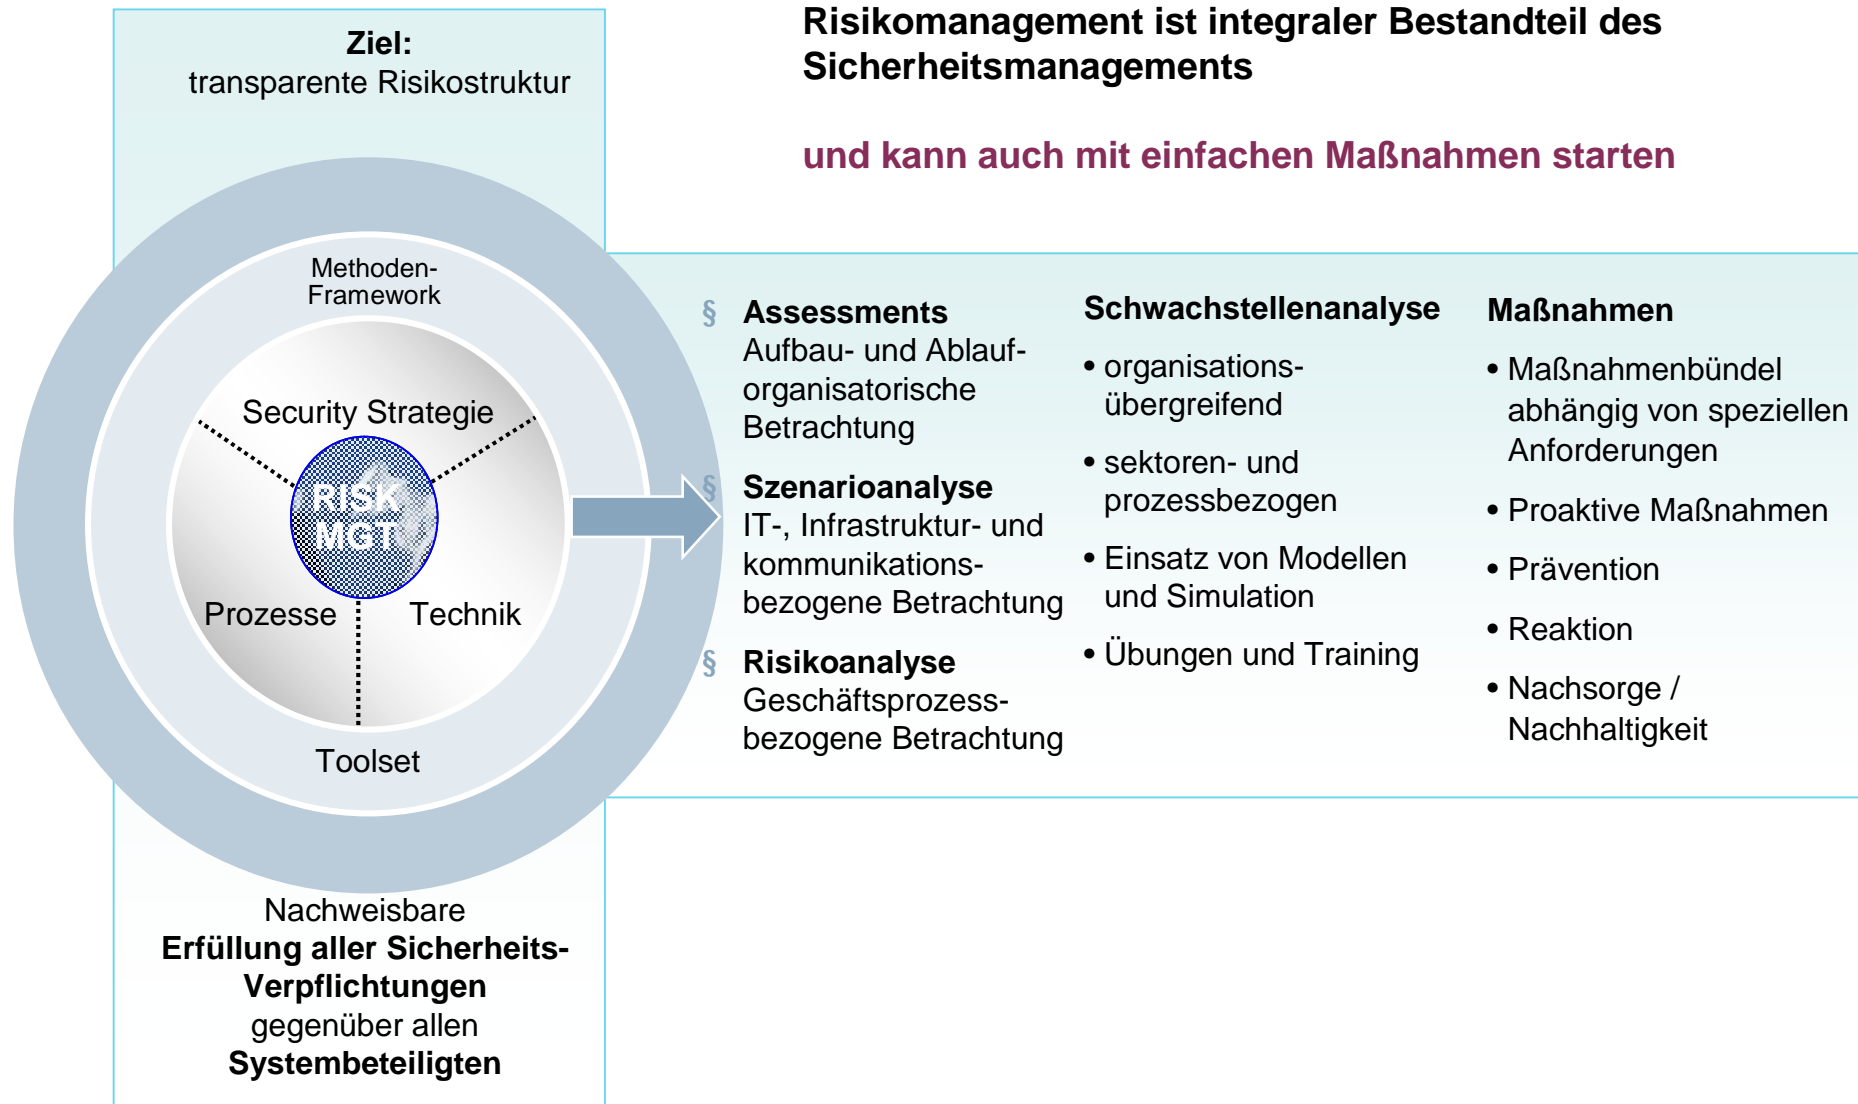 Risikomanagement ist integraler Bestandteil des
Sicherheitsmanagements
und kann auch mit einfachen Maßnahmen starten
Ziel:
transparente Risikostruktur
Methoden-
Framework
Security Strategie
RISK
MGT
Prozesse
Technik
Toolset
Nachweisbare
Erfüllung aller Sicherheits-
Verpflichtungen
gegenüber allen
Systembeteiligten
§ Assessments
Aufbau- und Ablauf-
organisatorische
Betrachtung
§ Szenarioanalyse
IT-, Infrastruktur- und
kommunikations-
bezogene Betrachtung
§ Risikoanalyse
Geschäftsprozess-
bezogene Betrachtung
Schwachstellenanalyse
• organisations-
übergreifend
• sektoren- und
prozessbezogen
• Einsatz von Modellen
und Simulation
• Übungen und Training
Maßnahmen
• Maßnahmenbündel
abhängig von speziellen
Anforderungen
• Proaktive Maßnahmen
• Prävention
• Reaktion
• Nachsorge /
Nachhaltigkeit